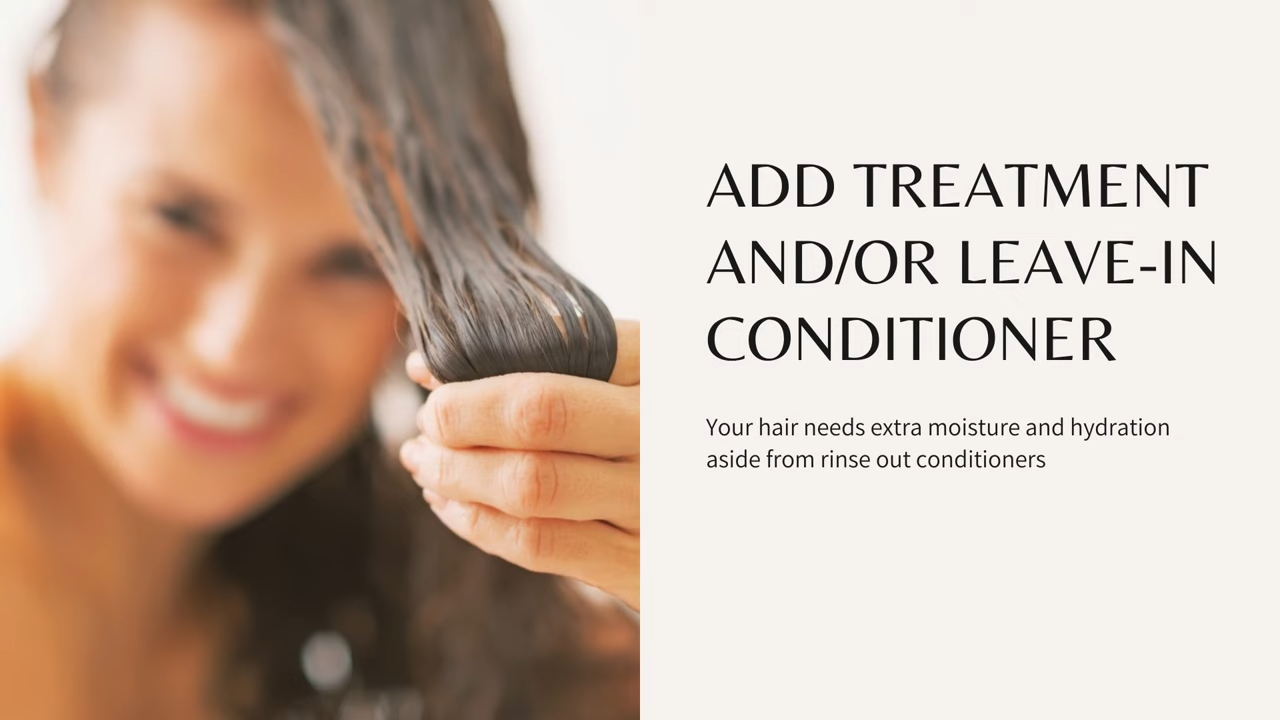 ADD TREATMENT
AND/OR LEAVE-IN
CONDITIONER
Your hair needs extra moisture and hydration
aside from rinse out conditioners